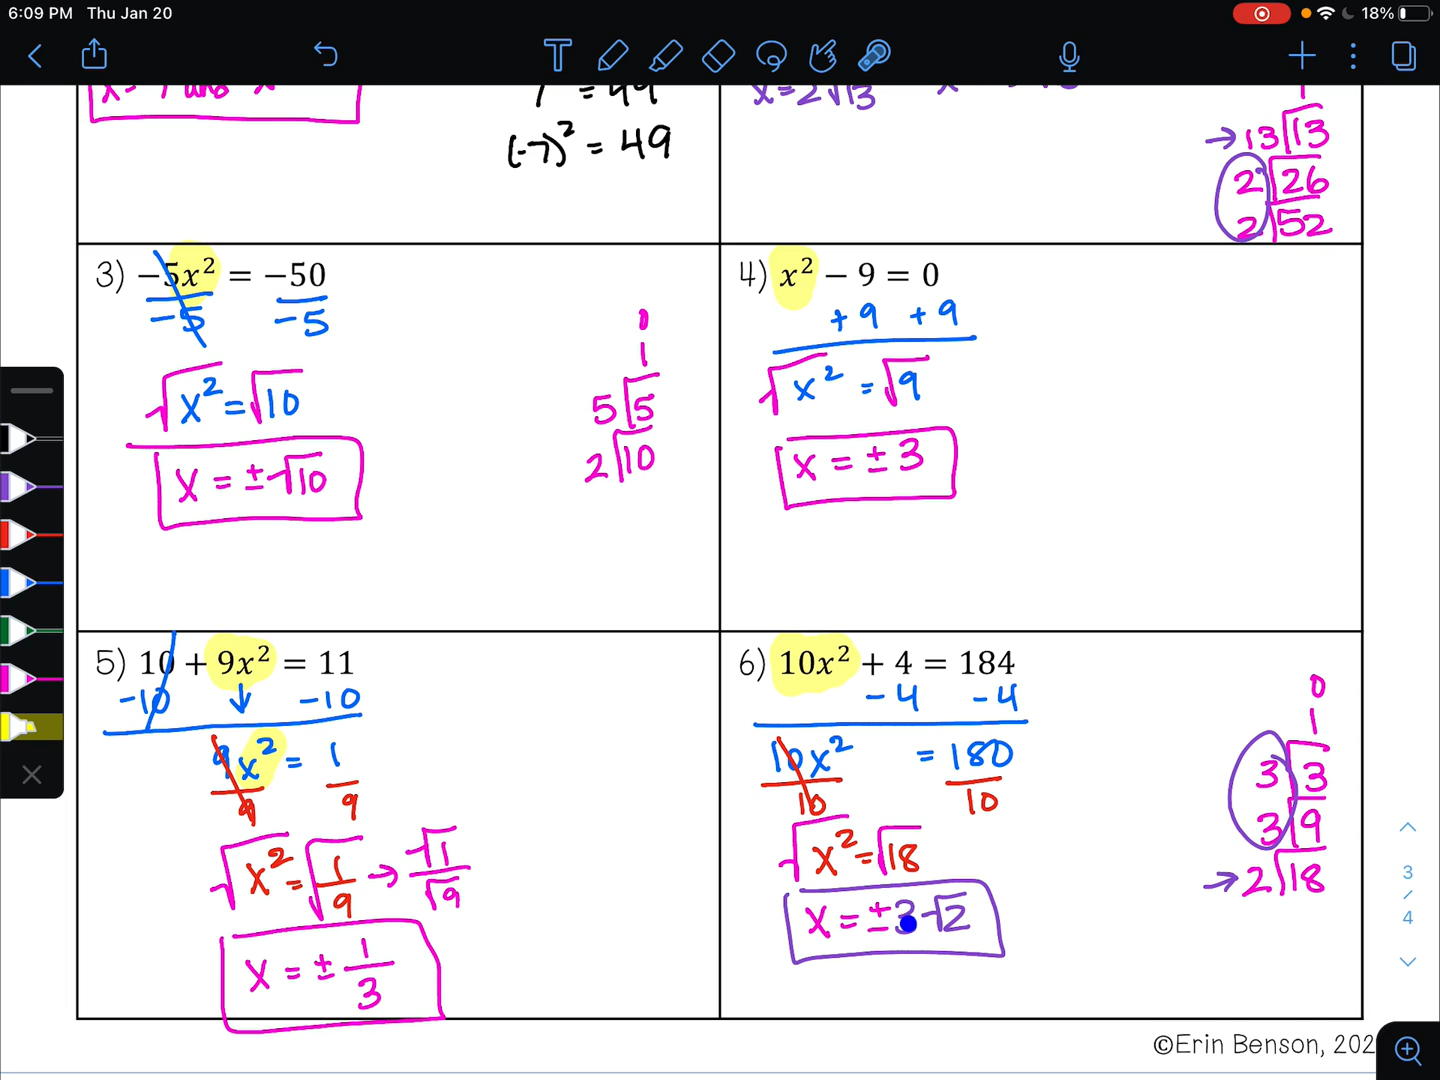 6:09 PM Thu Jan 20
18%
(-7)² = 49
x = 2√13
→ 13 √13
2 √26
2 √52
3) −5x² = −50
−5 −5
√x² = √10
x = ±√10
0
1
5 √5
2 √10
4) x² − 9 = 0
+9 +9
√x² = √9
x = ±3
5) 10 + 9x² = 11
-10 ↓ -10
9x² = 1
9 9
√x² = √1/9 → √1/√9
x = ± 1/3
6) 10x² + 4 = 184
-4 -4
10x² = 180
10 10
√x² = √18
x = ±3√2
0
1
3 √3
3 √9
→ 2 √18
3 / 4
©Erin Benson, 202